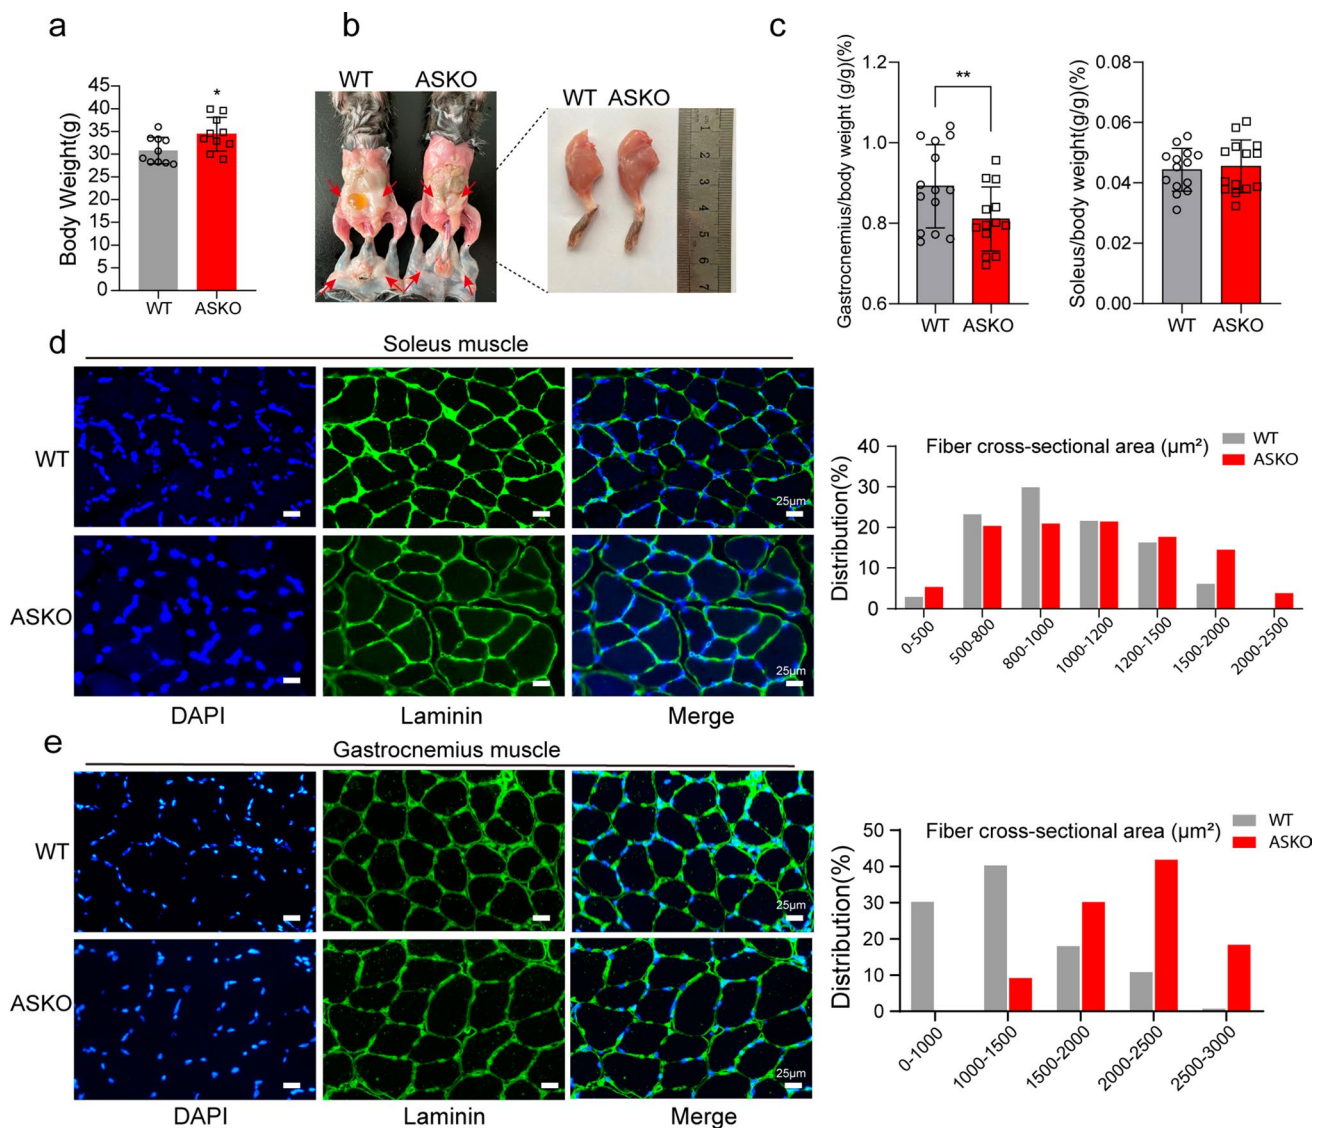 a
b
c
Body Weight(g)
45
40
35
30
25
20
15
10
5
0
*
WT
ASKO
WT ASKO
WT ASKO
1
2
3
4
5
6
7
Gastrocnemius/body weight (g/g)(%)
1.2
1.0
0.8
0.6
**
WT ASKO
Soleus/body weight(g/g)(%)
0.08
0.06
0.04
0.02
0.00
WT ASKO
d
Soleus muscle
WT
25μm
ASKO
25μm
DAPI
Laminin
Merge
Fiber cross-sectional area (μm²)
WT
ASKO
Distribution(%)
40
30
20
10
0
0-500
500-800
800-1000
1000-1200
1200-1500
1500-2000
2000-2500
e
Gastrocnemius muscle
WT
25μm
ASKO
25μm
DAPI
Laminin
Merge
Fiber cross-sectional area (μm²)
WT
ASKO
Distribution(%)
50
40
30
20
10
0
0-1000
1000-1500
1500-2000
2000-2500
2500-3000